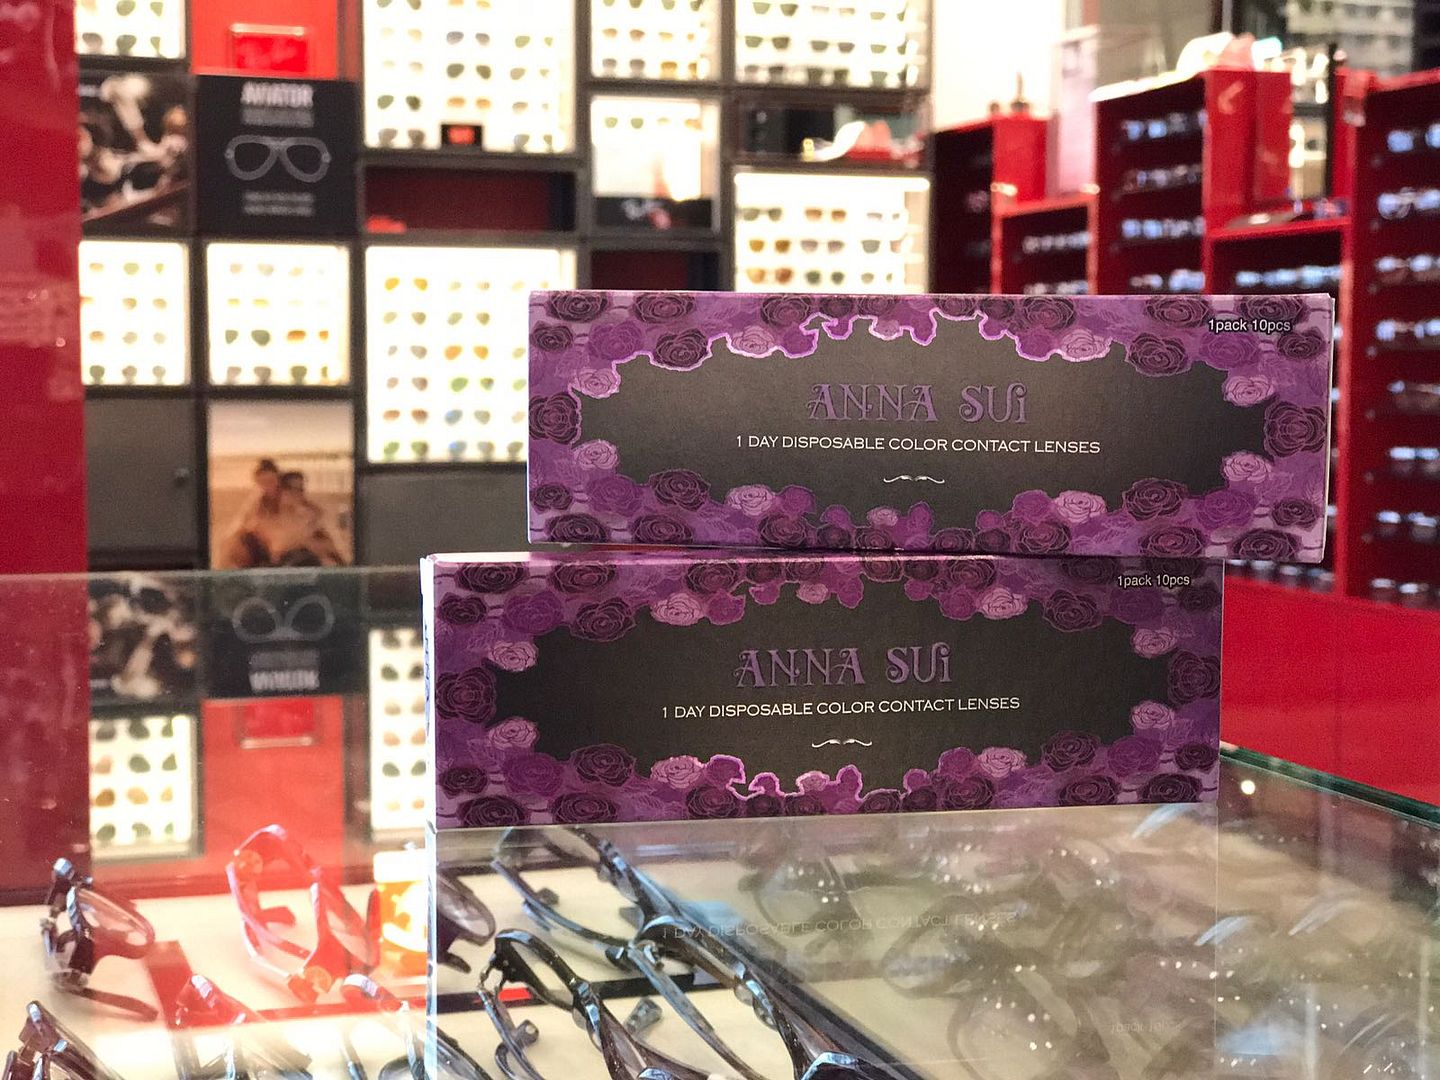 AVIATOR
1pack 10pcs
ANNA SUi
1 DAY DISPOSABLE COLOR CONTACT LENSES
1pack 10pcs
ANNA SUi
1 DAY DISPOSABLE COLOR CONTACT LENSES